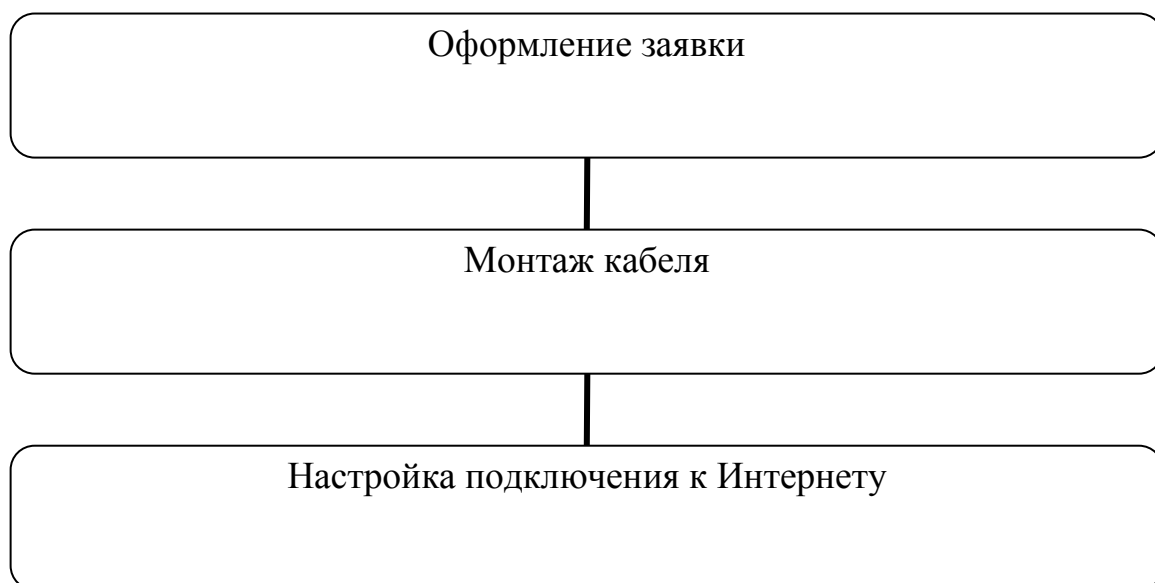 Оформление заявки
Монтаж кабеля
Настройка подключения к Интернету